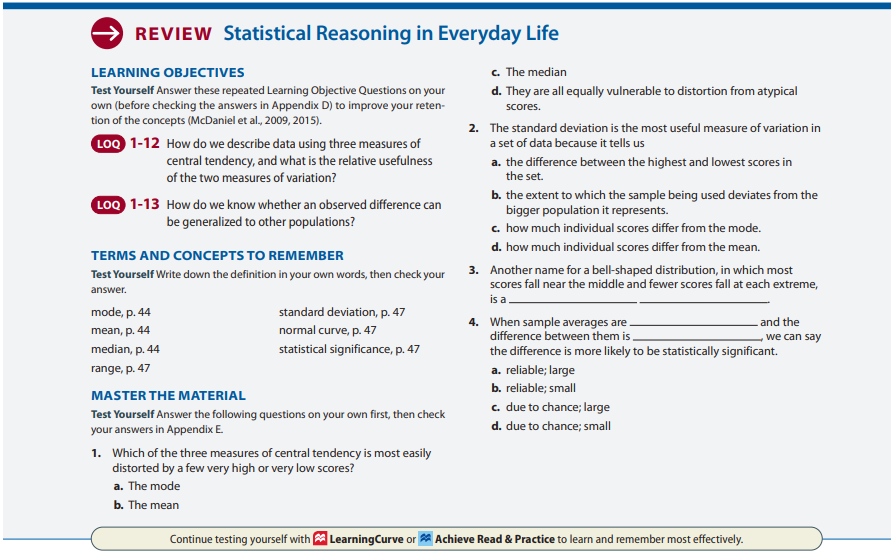 REVIEW Statistical Reasoning in Everyday Life
LEARNING OBJECTIVES
Test Yourself Answer these repeated Learning Objective Questions on your
own (before checking the answers in Appendix D) to improve your reten-
tion of the concepts (McDaniel et al., 2009, 2015).
LOQ 1-12 How do we describe data using three measures of
central tendency, and what is the relative usefulness
of the two measures of variation?
LOQ 1-13 How do we know whether an observed difference can
be generalized to other populations?
TERMS AND CONCEPTS TO REMEMBER
Test Yourself Write down the definition in your own words, then check your
answer.
mode, p. 44
mean, p. 44
median, p. 44
range, p. 47
standard deviation, p. 47
normal curve, p. 47
statistical significance, p. 47
MASTER THE MATERIAL
Test Yourself Answer the following questions on your own first, then check
your answers in Appendix E.
1. Which of the three measures of central tendency is most easily
distorted by a few very high or very low scores?
a. The mode
b. The mean
c. The median
d. They are all equally vulnerable to distortion from atypical
scores.
2. The standard deviation is the most useful measure of variation in
a set of data because it tells us
a. the difference between the highest and lowest scores in
the set.
b. the extent to which the sample being used deviates from the
bigger population it represents.
c. how much individual scores differ from the mode.
d. how much individual scores differ from the mean.
3. Another name for a bell-shaped distribution, in which most
scores fall near the middle and fewer scores fall at each extreme,
is a ____________ ____________.
4. When sample averages are ____________ and the
difference between them is ____________, we can say
the difference is more likely to be statistically significant.
a. reliable; large
b. reliable; small
c. due to chance; large
d. due to chance; small
Continue testing yourself with LearningCurve or Achieve Read & Practice to learn and remember most effectively.